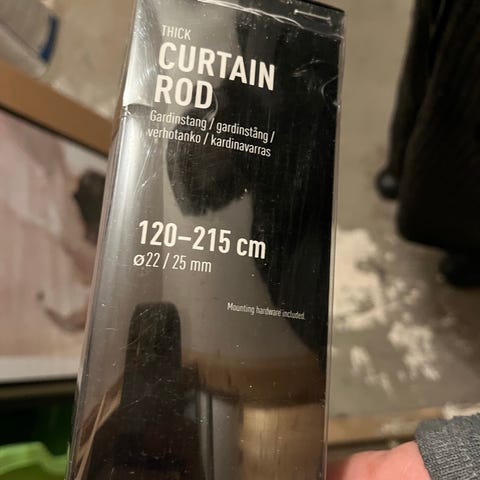 THICK
CURTAIN
ROD
Gardinstang / gardinstång /
verhotanko / kardinavarras
120–215 cm
ø22 / 25 mm
Mounting hardware included.